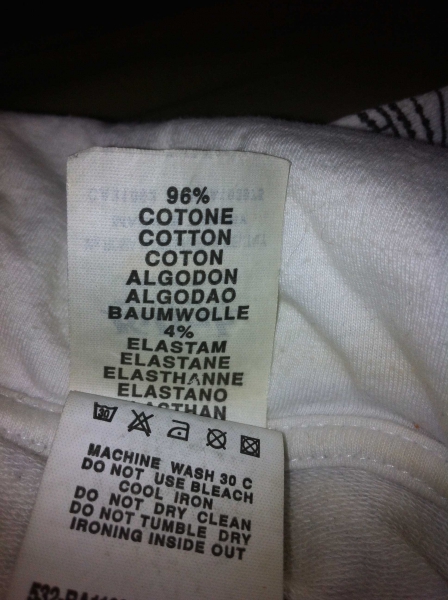 96%
COTONE
COTTON
COTON
ALGODON
ALGODAO
BAUMWOLLE
4%
ELASTAM
ELASTANE
ELASTHANNE
ELASTANO
30
MACHINE WASH 30 C
DO NOT USE BLEACH
COOL IRON
DO NOT DRY CLEAN
DO NOT TUMBLE DRY
IRONING INSIDE OUT